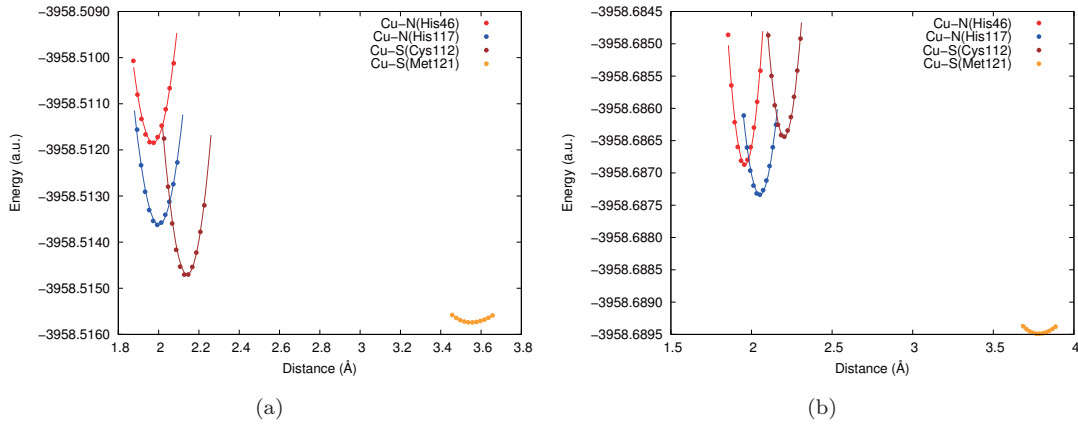 −3958.5090
−3958.5100
−3958.5110
−3958.5120
−3958.5130
−3958.5140
−3958.5150
−3958.5160
1.8 2 2.2 2.4 2.6 2.8 3 3.2 3.4 3.6 3.8
Energy (a.u.)
Distance (Å)
Cu−N(His46)
Cu−N(His117)
Cu−S(Cys112)
Cu−S(Met121)
(a)
−3958.6845
−3958.6850
−3958.6855
−3958.6860
−3958.6865
−3958.6870
−3958.6875
−3958.6880
−3958.6885
−3958.6890
−3958.6895
1.5 2 2.5 3 3.5 4
Energy (a.u.)
Distance (Å)
Cu−N(His46)
Cu−N(His117)
Cu−S(Cys112)
Cu−S(Met121)
(b)